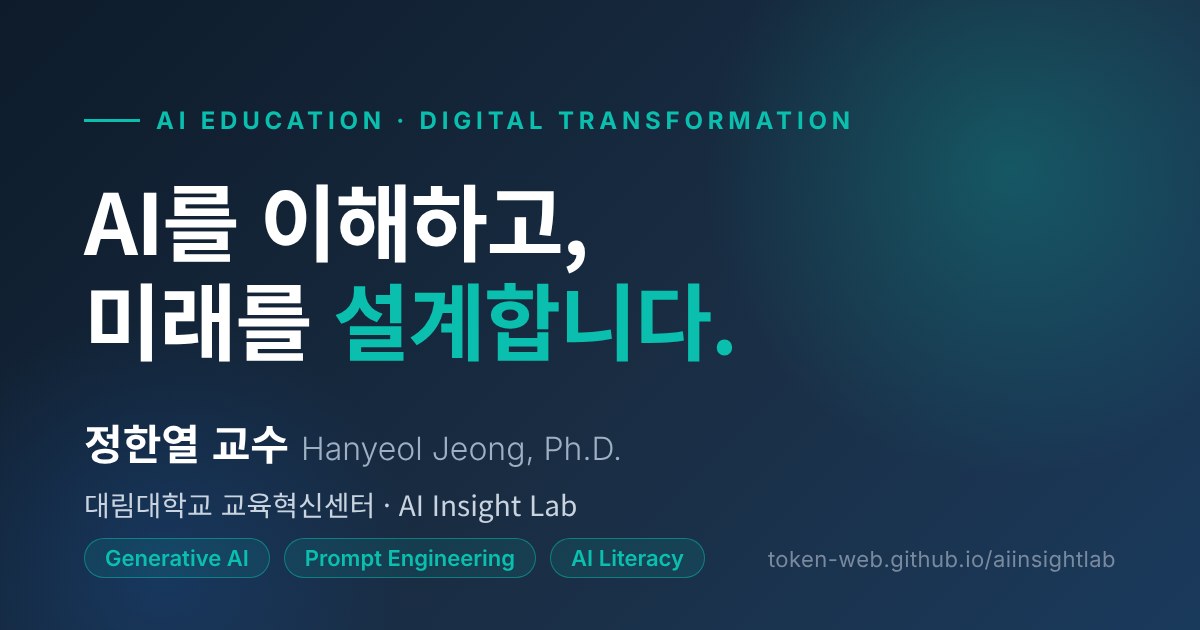 AI EDUCATION · DIGITAL TRANSFORMATION
AI를 이해하고,
미래를 설계합니다.
정한열 교수 Hanyeol Jeong, Ph.D.
대림대학교 교육혁신센터 · AI Insight Lab
Generative AI Prompt Engineering AI Literacy token-web.github.io/aiinsightlab